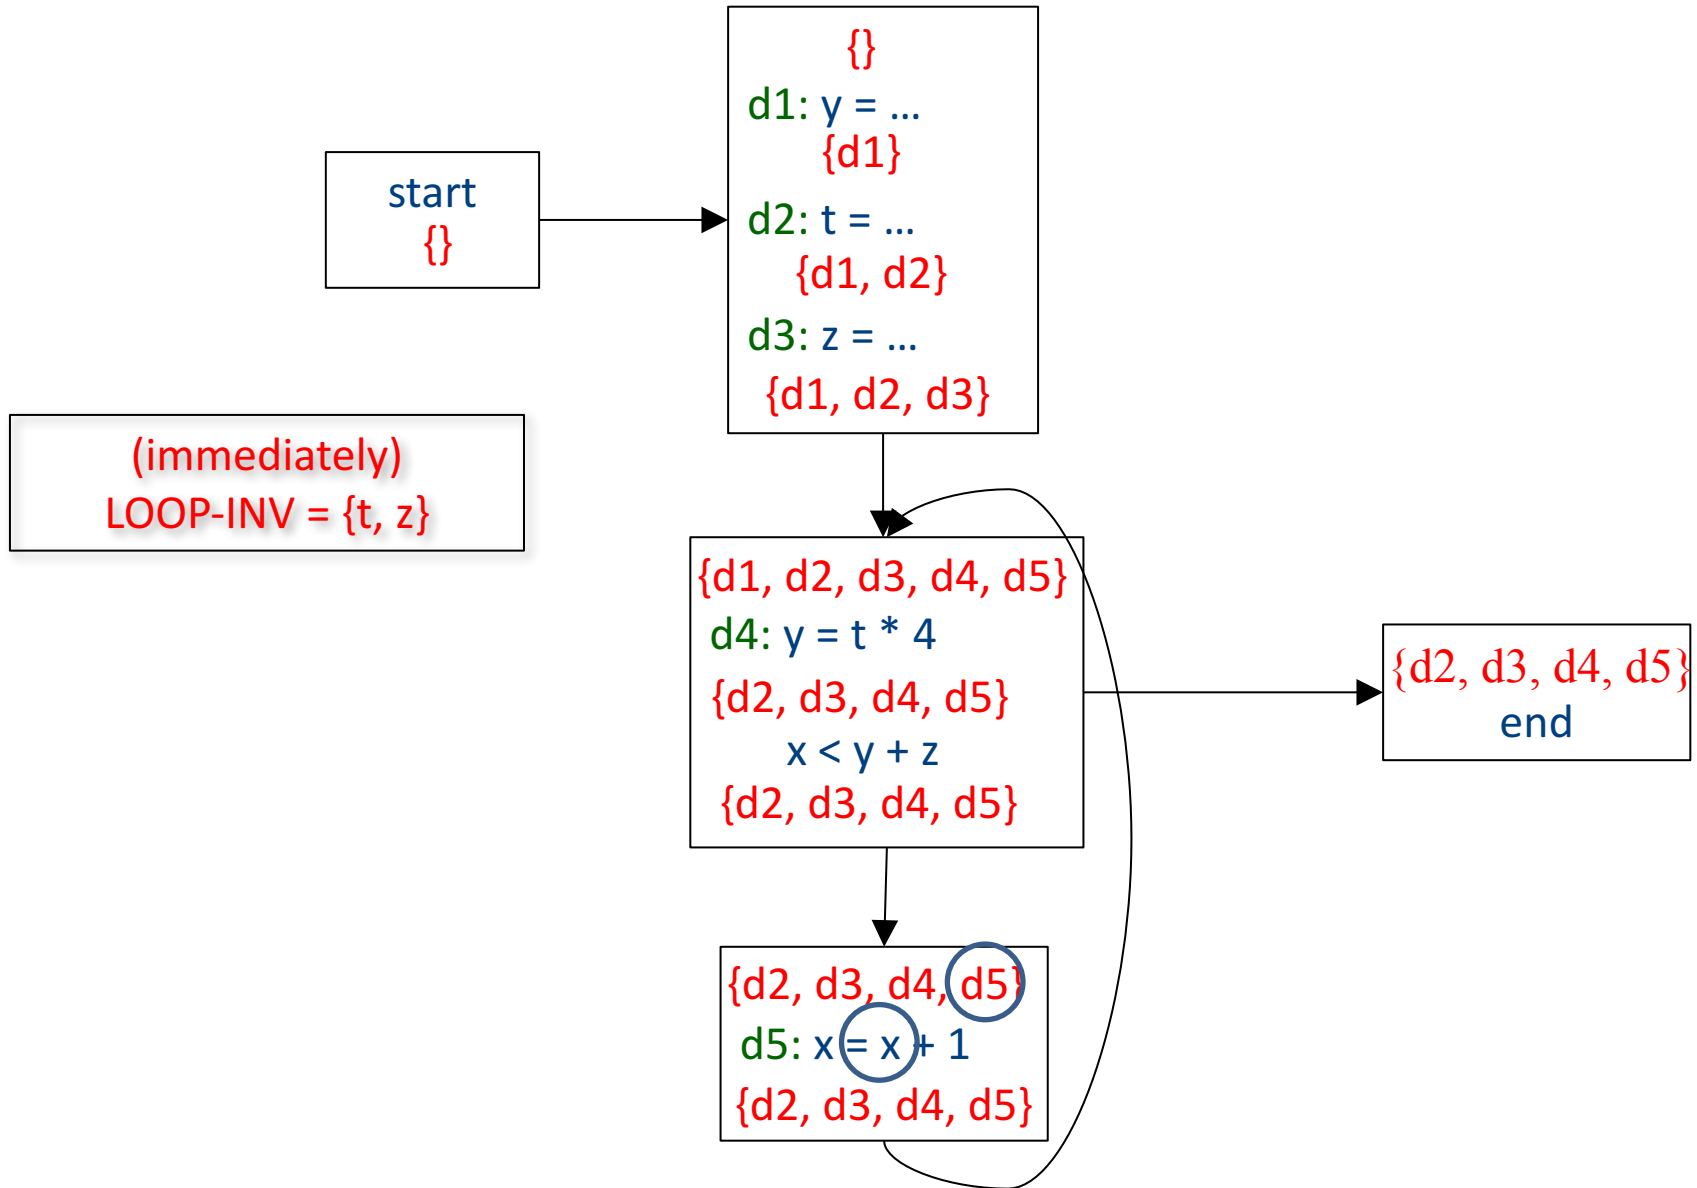 start
{}
{}
d1: y = ...
{d1}
d2: t = ...
{d1, d2}
d3: z = ...
{d1, d2, d3}
(immediately)
LOOP-INV = {t, z}
{d1, d2, d3, d4, d5}
d4: y = t * 4
{d2, d3, d4, d5}
x < y + z
{d2, d3, d4, d5}
{d2, d3, d4, d5}
end
{d2, d3, d4, d5}
d5: x = x + 1
{d2, d3, d4, d5}